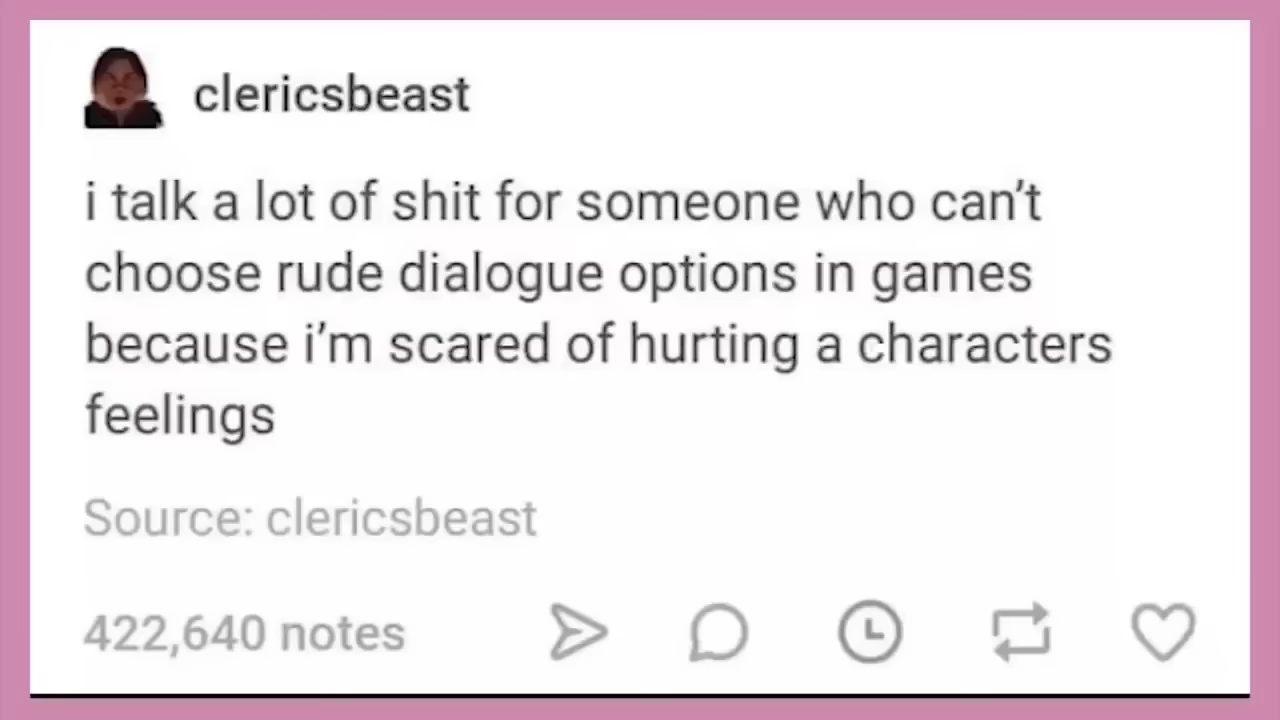 clericsbeast
i talk a lot of shit for someone who can’t
choose rude dialogue options in games
because i’m scared of hurting a characters
feelings
Source: clericsbeast
422,640 notes